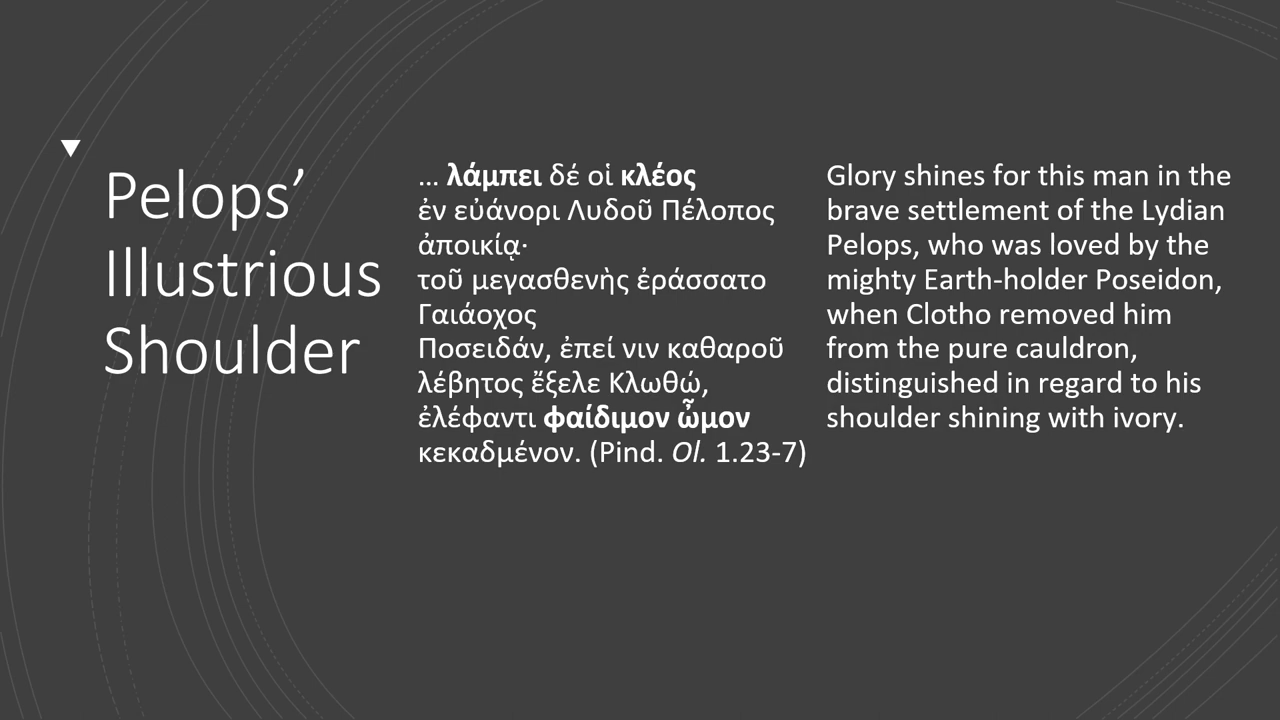 Pelops’
Illustrious
Shoulder
... λάμπει δέ οἱ κλέος
ἐν εὐάνορι Λυδοῦ Πέλοπος
ἀποικίᾳ·
τοῦ μεγασθενὴς ἐράσσατο
Γαιάοχος
Ποσειδάν, ἐπεί νιν καθαροῦ
λέβητος ἔξελε Κλωθώ,
ἐλέφαντι φαίδιμον ὦμον
κεκαδμένον. (Pind. Ol. 1.23-7)
Glory shines for this man in the
brave settlement of the Lydian
Pelops, who was loved by the
mighty Earth-holder Poseidon,
when Clotho removed him
from the pure cauldron,
distinguished in regard to his
shoulder shining with ivory.